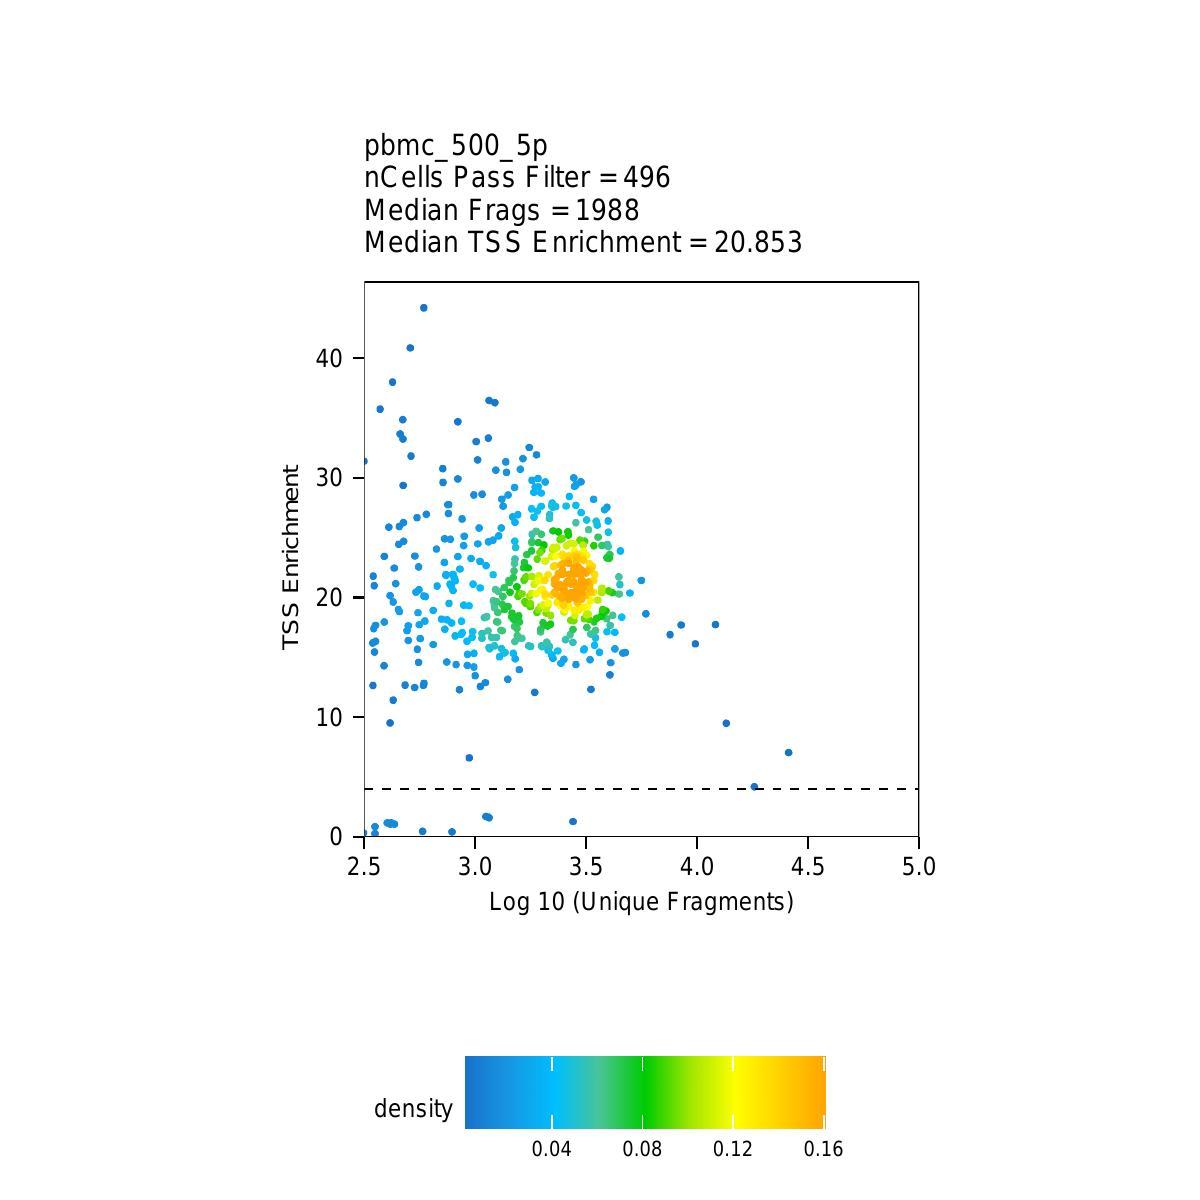 pbmc_500_5p
nCells Pass Filter = 496
Median Frags = 1988
Median TSS Enrichment = 20.853
40
30
20
10
0
TSS Enrichment
2.5 3.0 3.5 4.0 4.5 5.0
Log 10 (Unique Fragments)
density
0.04 0.08 0.12 0.16